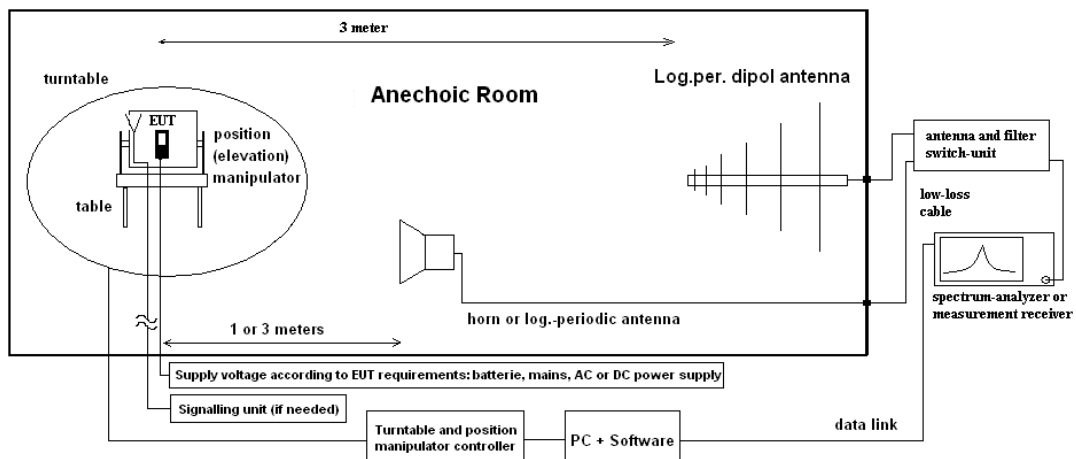 3 meter
turntable
Log.per. dipol antenna
Anechoic Room
EUT
position
(elevation)
manipulator
table
antenna and filter
switch-unit
low-loss
cable
spectrum-analyzer or
measurement receiver
horn or log.-periodic antenna
1 or 3 meters
Supply voltage according to EUT requirements: batterie, mains, AC or DC power supply
Signalling unit (if needed)
Turntable and position
manipulator controller
PC + Software
data link